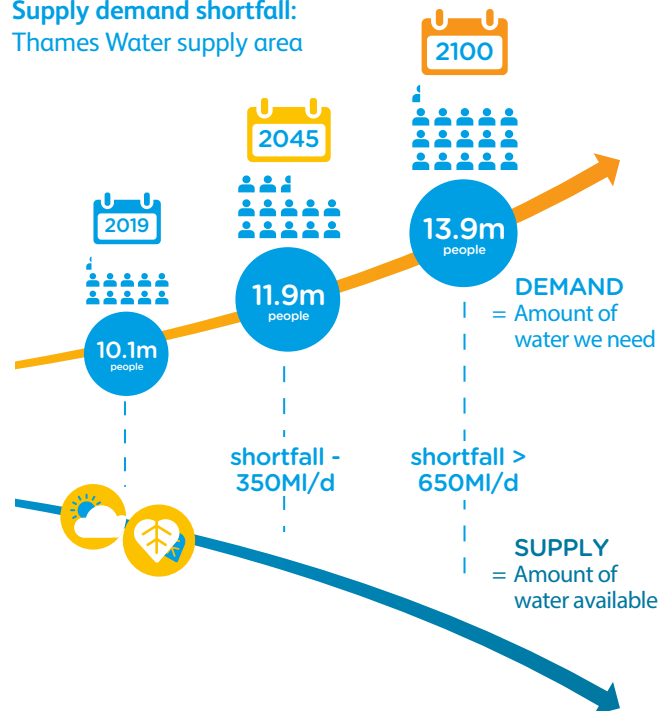 Supply demand shortfall:
Thames Water supply area
2100
2045
2019
13.9m
people
11.9m
people
10.1m
people
DEMAND
= Amount of
water we need
shortfall -
350Ml/d
shortfall >
650Ml/d
SUPPLY
= Amount of
water available